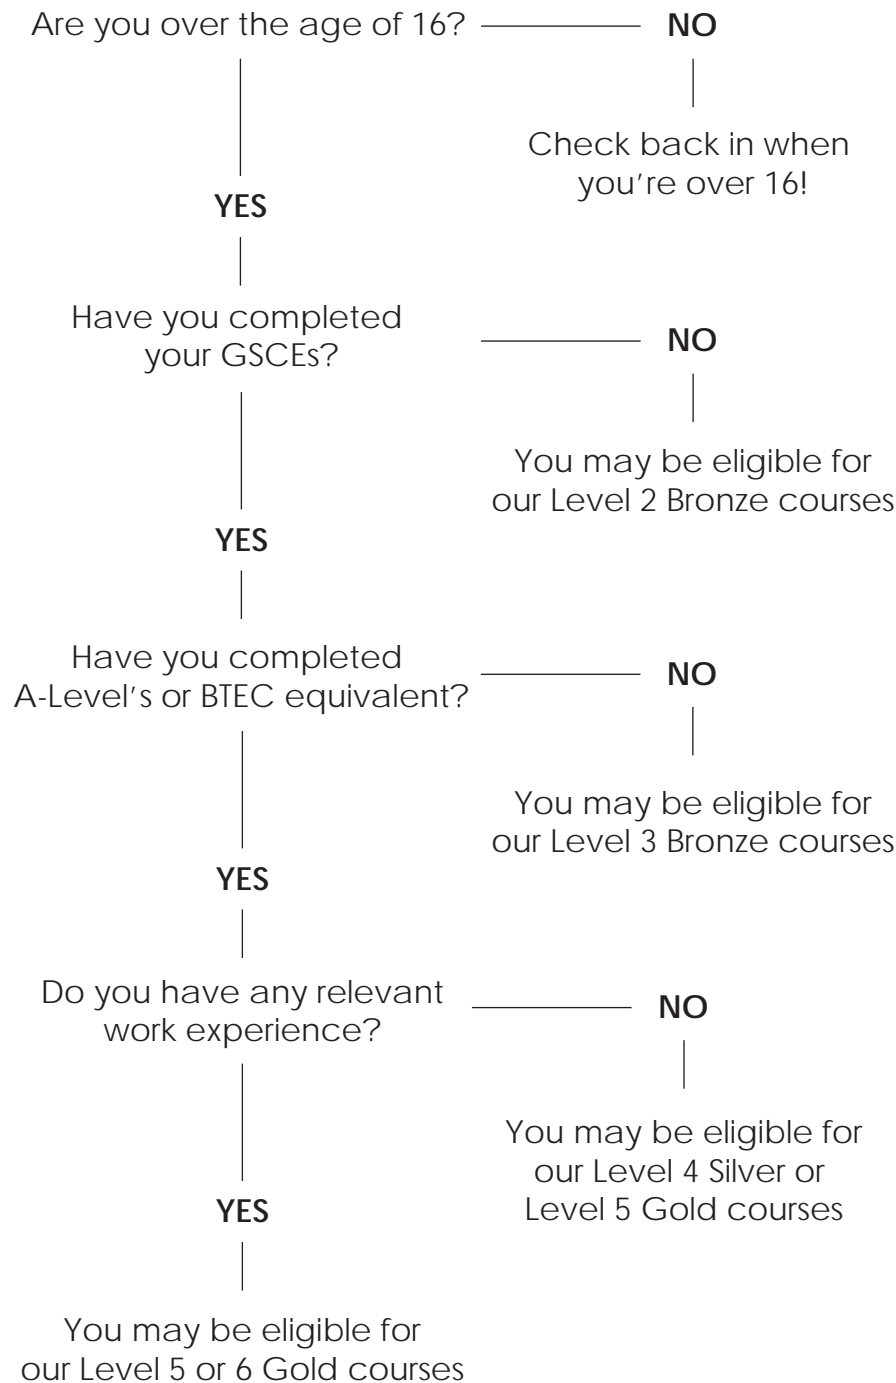 Are you over the age of 16?
NO
Check back in when
you're over 16!
YES
Have you completed
your GSCEs?
NO
You may be eligible for
our Level 2 Bronze courses
YES
Have you completed
A-Level's or BTEC equivalent?
NO
You may be eligible for
our Level 3 Bronze courses
YES
Do you have any relevant
work experience?
NO
You may be eligible for
our Level 4 Silver or
Level 5 Gold courses
YES
You may be eligible for
our Level 5 or 6 Gold courses